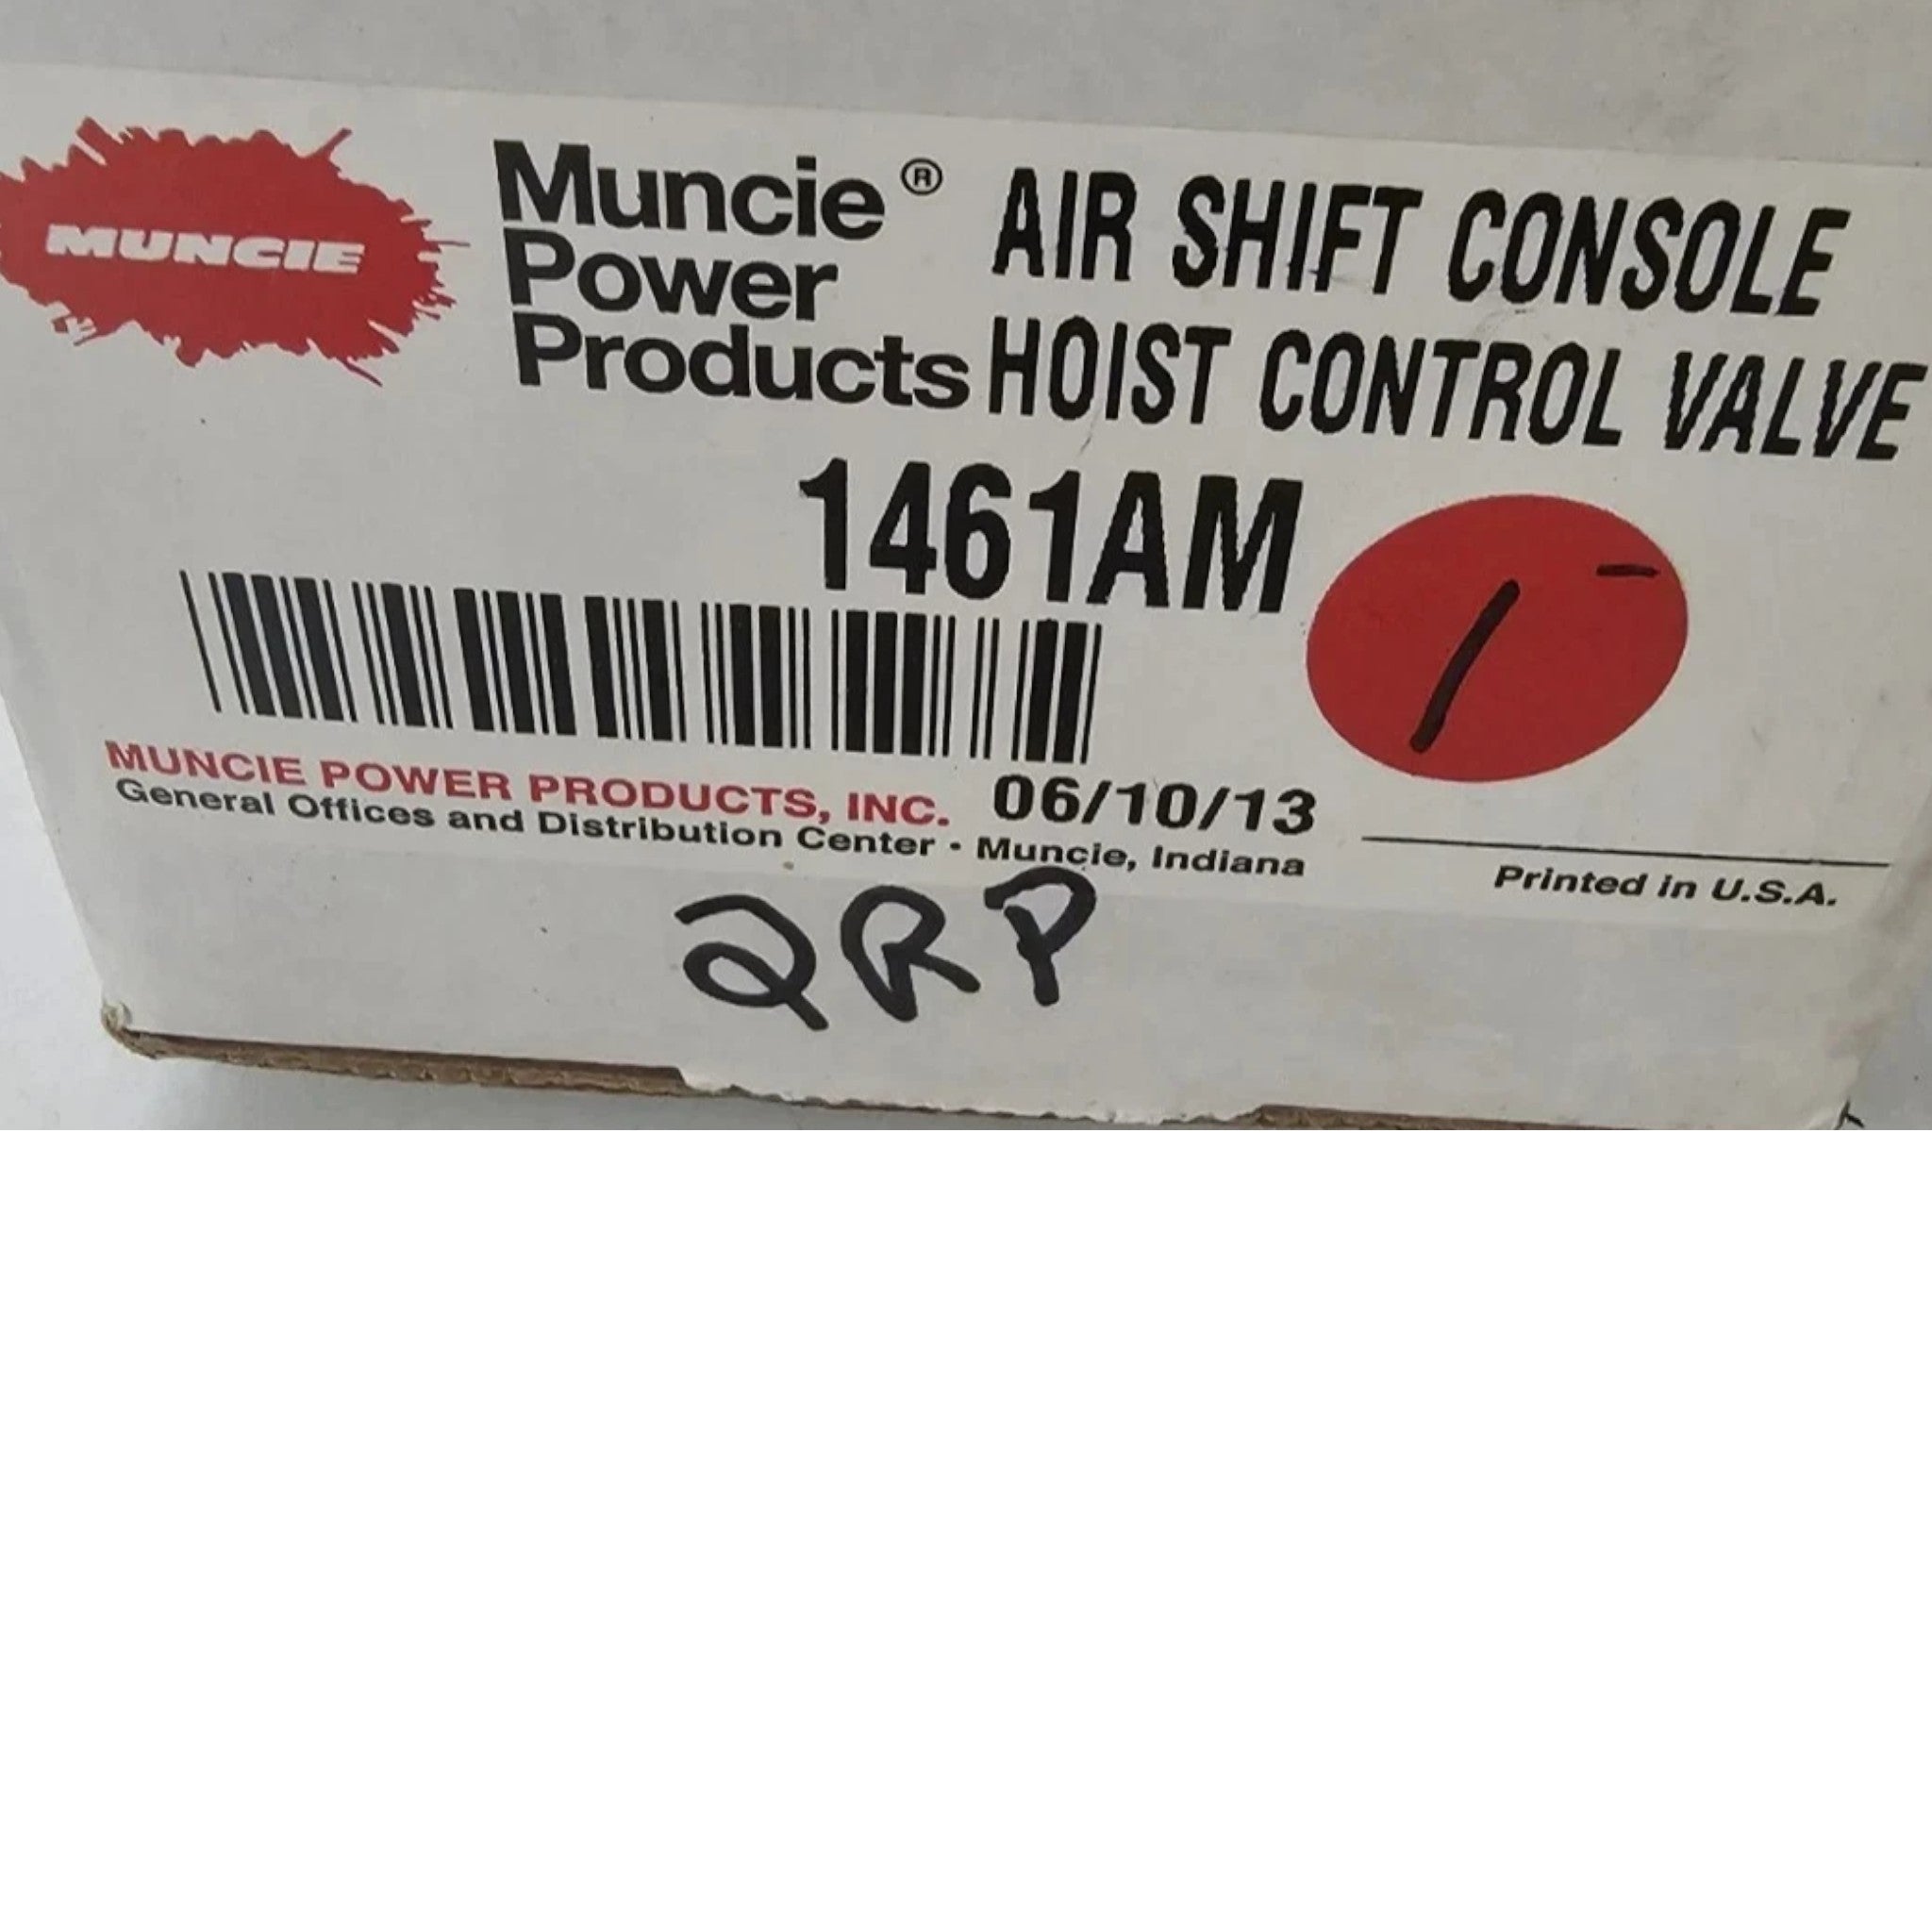 MUNCIE
Muncie®
Power
Products
AIR SHIFT CONSOLE
HOIST CONTROL VALVE
1461AM
1-
MUNCIE POWER PRODUCTS, INC. 06/10/13
General Offices and Distribution Center • Muncie, Indiana
Printed in U.S.A.
2RP